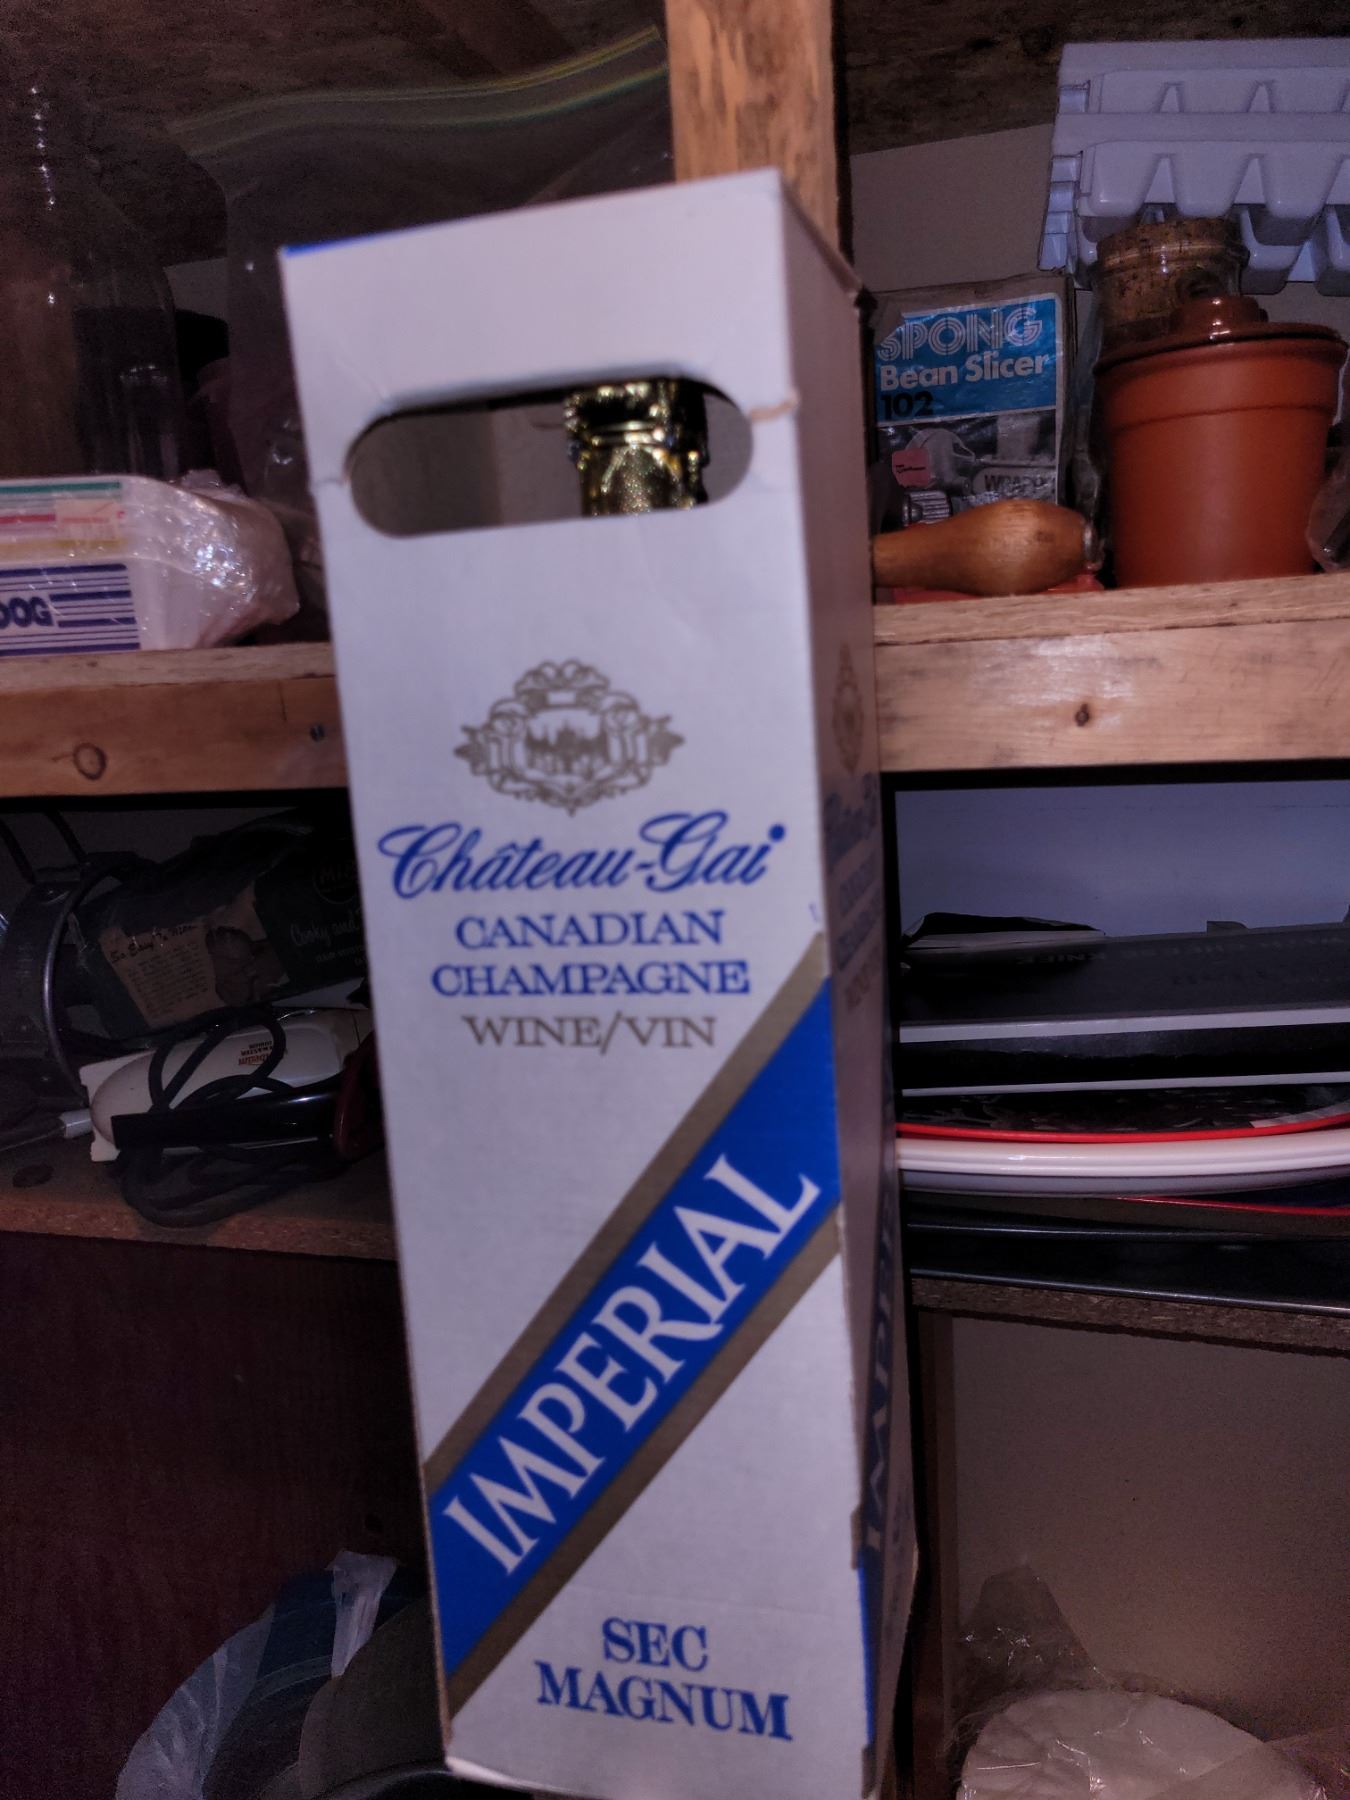 SPONG
Bean Slicer
102
Château-Gai
CANADIAN
CHAMPAGNE
WINE/VIN
IMPERIAL
SEC
MAGNUM